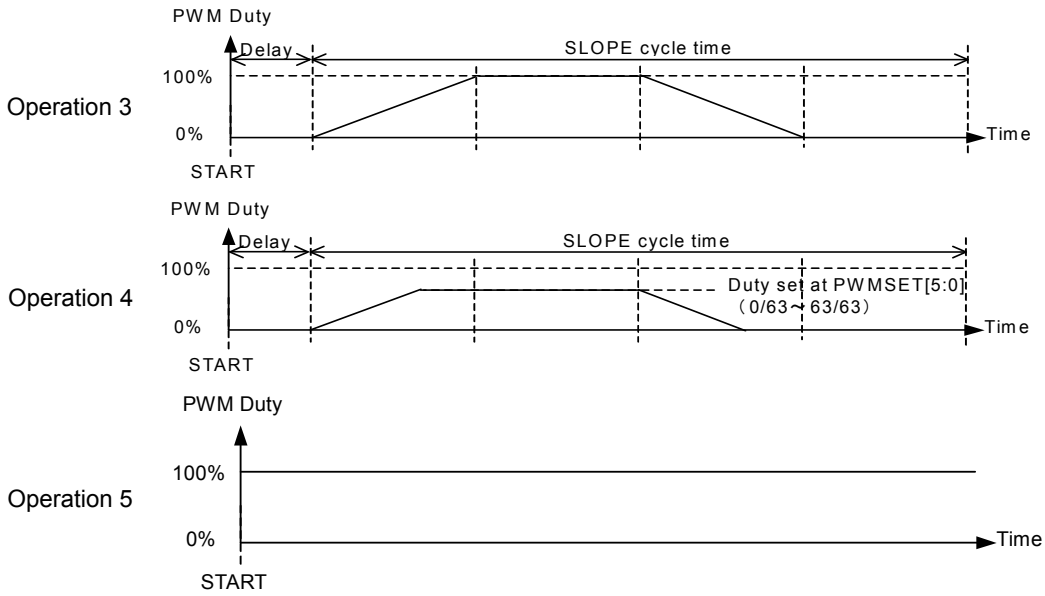 PWM Duty
Delay
SLOPE cycle time
100%
Operation 3
0%
Time
START
PWM Duty
Delay
SLOPE cycle time
100%
Duty set at PWMSET[5:0]
Operation 4
（0/63～63/63）
0%
Time
START
PWM Duty
100%
Operation 5
0%
Time
START